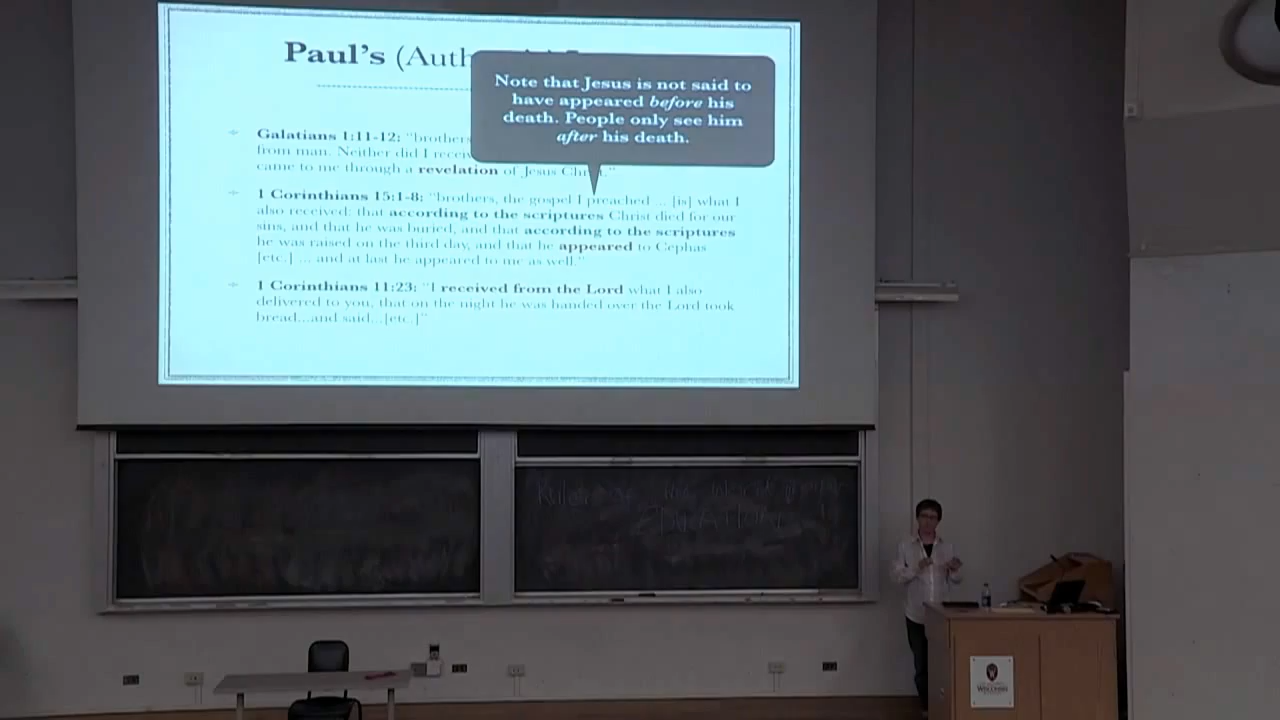 Paul's (Auth
Note that Jesus is not said to
have appeared before his
death. People only see him
after his death.
Galatians 1:11-12: "brothers
from man. Neither did I recei
came to me through a revelation of Jesus Chri ."
1 Corinthians 15:1-8: "brothers, the gospel I preached ... [is] what I
also received: that according to the scriptures Christ died for our
sins, and that he was buried, and that according to the scriptures
he was raised on the third day, and that he appeared to Cephas
[etc.] ... and at last he appeared to me as well."
1 Corinthians 11:23: "I received from the Lord what I also
delivered to you, that on the night he was handed over the Lord took
bread...and said...[etc.]"